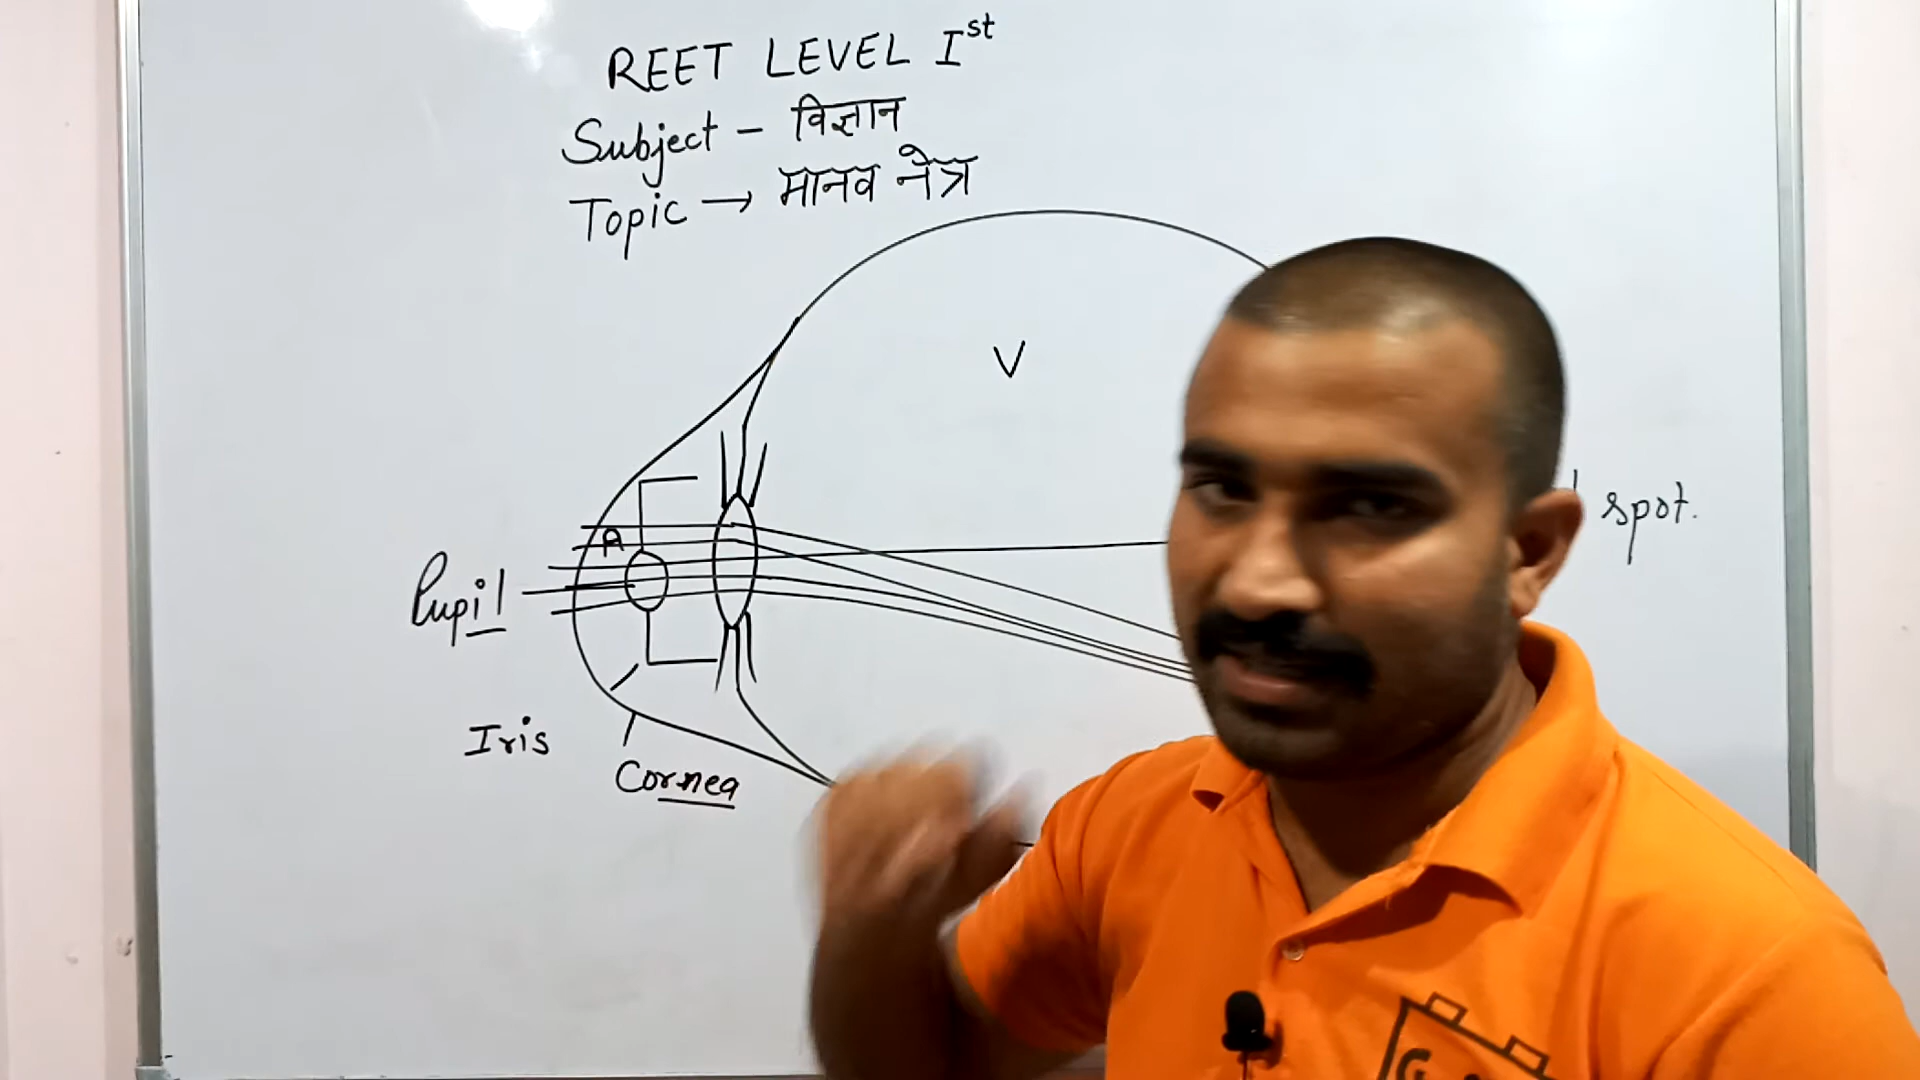 REET LEVEL Ist
Subject - विज्ञान
Topic → मानव नेत्र
V
A
Pupil
spot.
Iris
Cornea